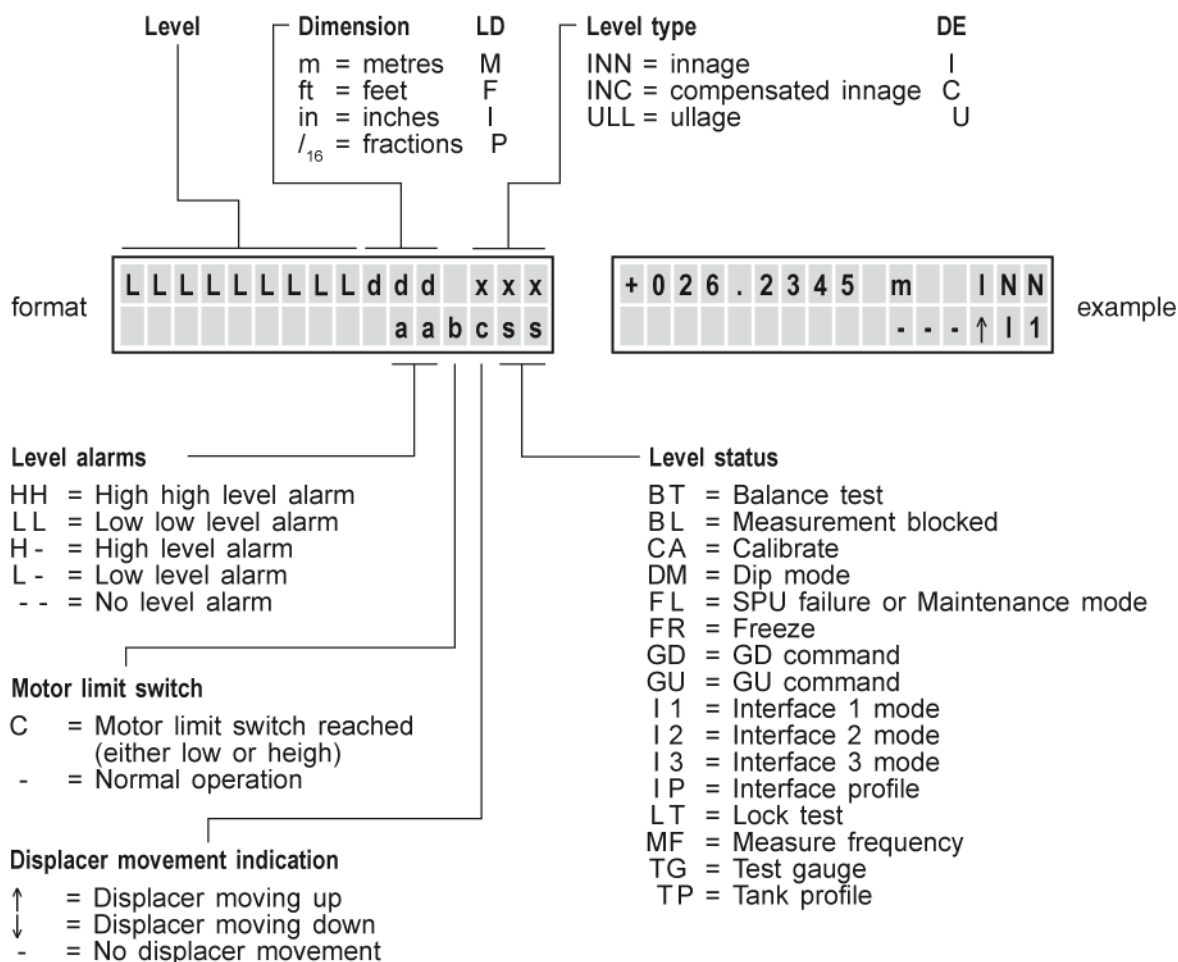 Level
Dimension LD
m = metres M
ft = feet F
in = inches I
/16 = fractions P
Level type DE
INN = innage I
INC = compensated innage C
ULL = ullage U
format
L L L L L L L L L d d d x x x
a a b c s s
+ 0 2 6 . 2 3 4 5 m I N N
- - - ↑ I 1
example
Level alarms
HH = High high level alarm
LL = Low low level alarm
H - = High level alarm
L - = Low level alarm
- - = No level alarm
Motor limit switch
C = Motor limit switch reached
(either low or heigh)
- = Normal operation
Displacer movement indication
↑ = Displacer moving up
↓ = Displacer moving down
- = No displacer movement
Level status
BT = Balance test
BL = Measurement blocked
CA = Calibrate
DM = Dip mode
FL = SPU failure or Maintenance mode
FR = Freeze
GD = GD command
GU = GU command
I 1 = Interface 1 mode
I 2 = Interface 2 mode
I 3 = Interface 3 mode
I P = Interface profile
LT = Lock test
MF = Measure frequency
TG = Test gauge
TP = Tank profile